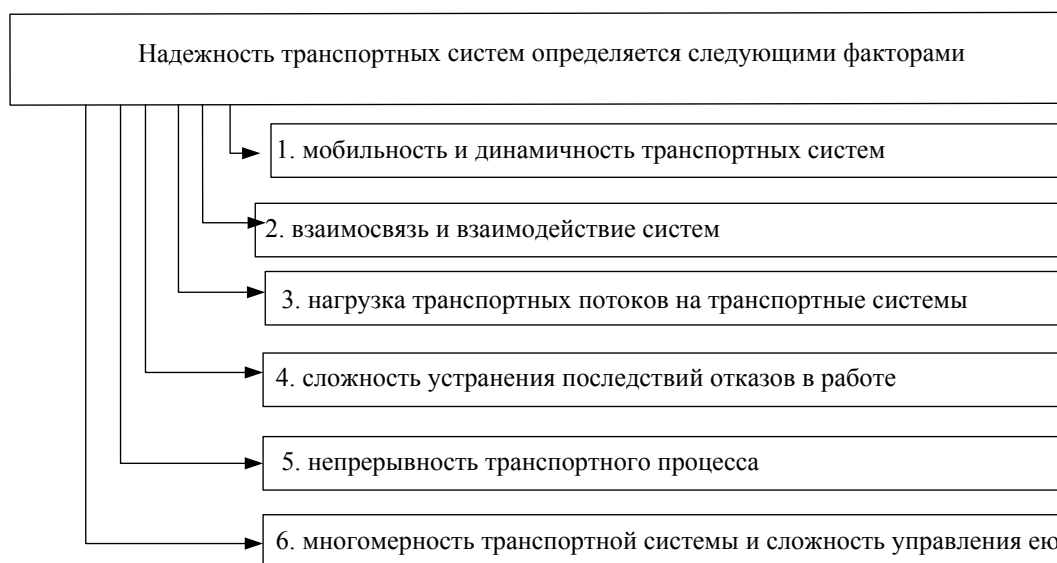 Надежность транспортных систем определяется следующими факторами
1. мобильность и динамичность транспортных систем
2. взаимосвязь и взаимодействие систем
3. нагрузка транспортных потоков на транспортные системы
4. сложность устранения последствий отказов в работе
5. непрерывность транспортного процесса
6. многомерность транспортной системы и сложность управления ею